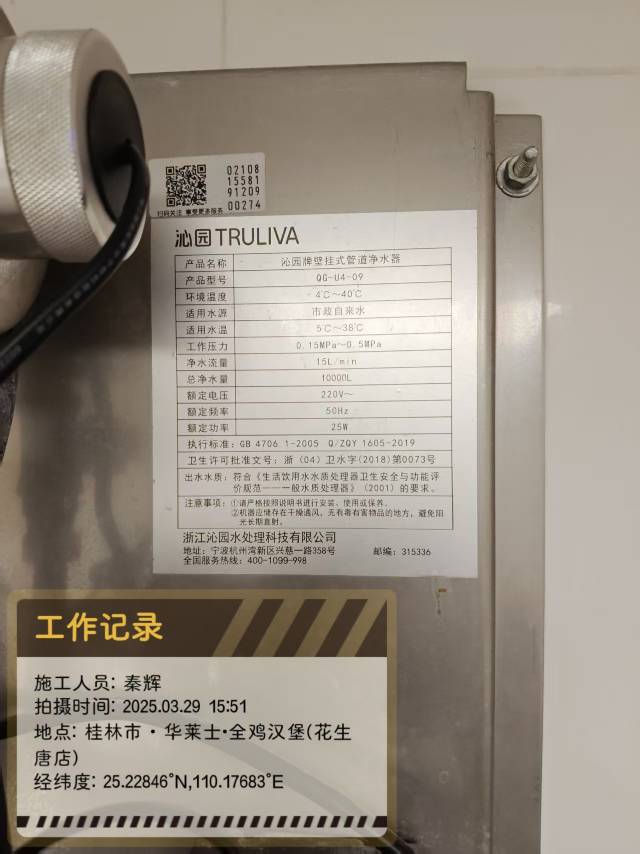 02108
15581
91209
00274
扫码关注 尊享更多服务
沁园 TRULIVA
产品名称 沁园牌壁挂式管道净水器
产品型号 QG-U4-09
环境温度 4℃～40℃
适用水源 市政自来水
适用水温 5℃～38℃
工作压力 0.15MPa～0.5MPa
净水流量 15L/min
总净水量 10000L
额定电压 220V～
额定频率 50Hz
额定功率 25W
执行标准: GB 4706.1-2005 Q/ZQY 1605-2019
卫生许可批准文号: 浙 (04) 卫水字(2018)第0073号
出水水质: 符合《生活饮用水水质处理器卫生安全与功能评
价规范——一般水质处理器》(2001) 的要求。
注意事项: ①请严格按照说明书进行安装、使用或保养.
②机器应储存在干燥通风, 无有毒有害物品的地方, 避免阳
光长期直射.
浙江沁园水处理科技有限公司
地址: 宁波杭州湾新区兴慈一路358号 邮编: 315336
全国服务热线: 400-1099-998
工作记录
施工人员: 秦辉
拍摄时间: 2025.03.29 15:51
地点: 桂林市·华莱士·全鸡汉堡(花生
唐店)
经纬度: 25.22846°N,110.17683°E